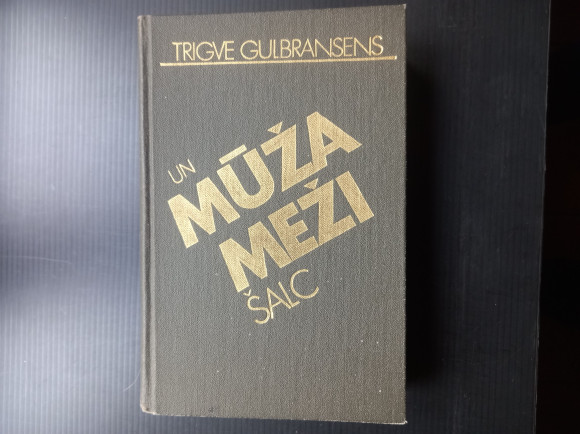 TRIGVE GULBRANSENS
UN
MŪŽA
MEŽI
ŠALC